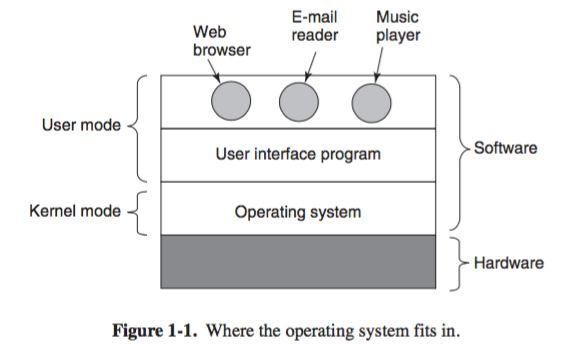 Web
browser
E-mail
reader
Music
player
User mode
User interface program
Software
Kernel mode
Operating system
Hardware
Figure 1-1. Where the operating system fits in.